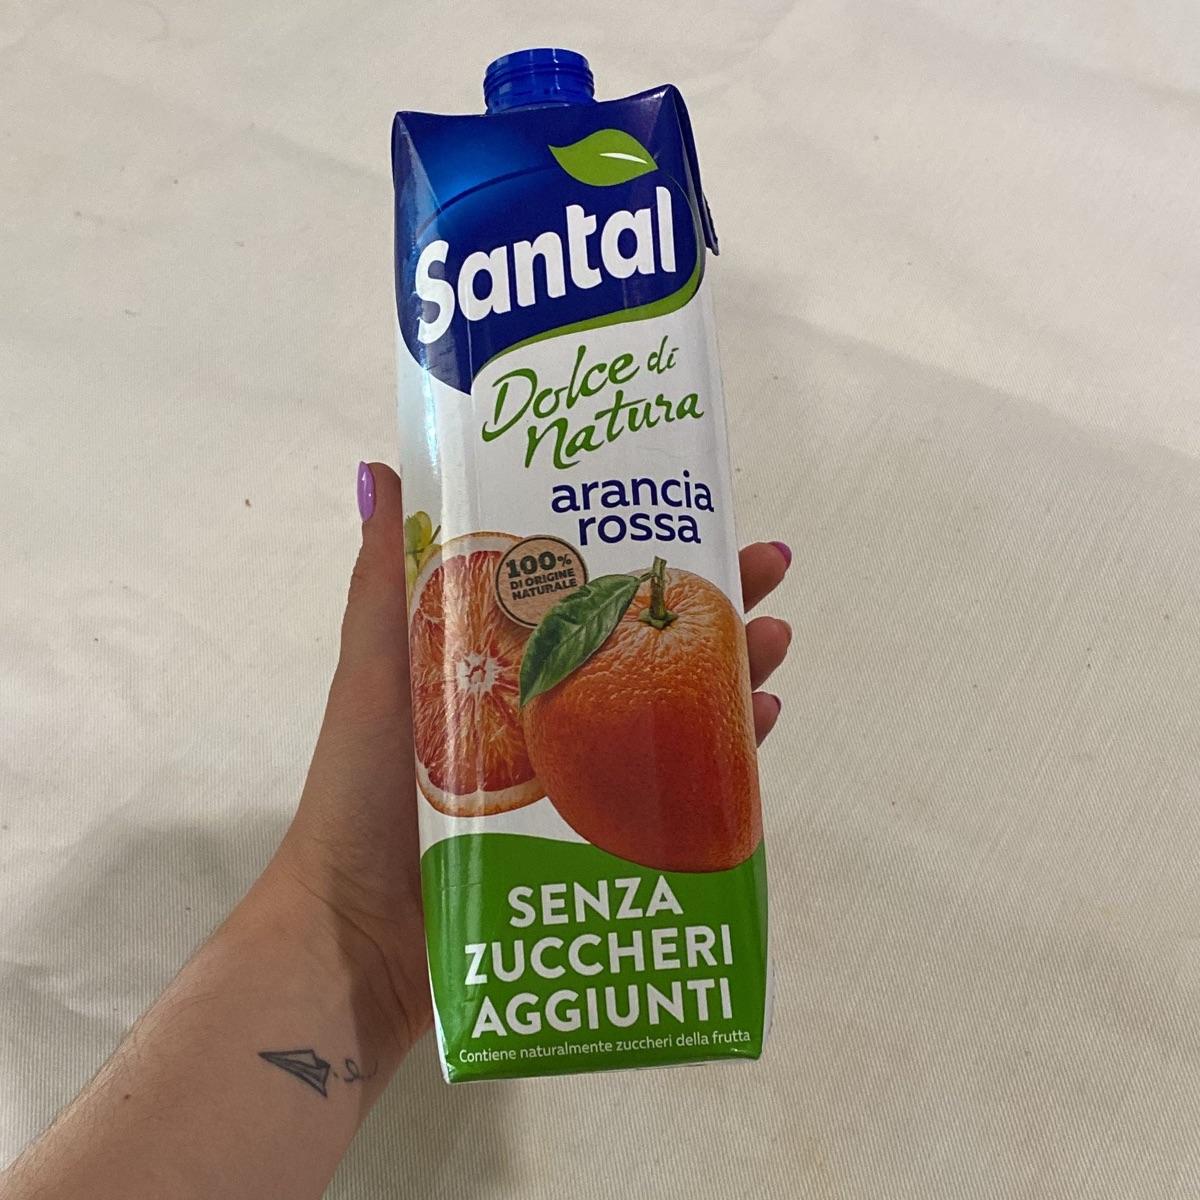 Santal
Dolce di
Natura
arancia
rossa
100%
DI ORIGINE
NATURALE
SENZA
ZUCCHERI
AGGIUNTI
Contiene naturalmente zuccheri della frutta